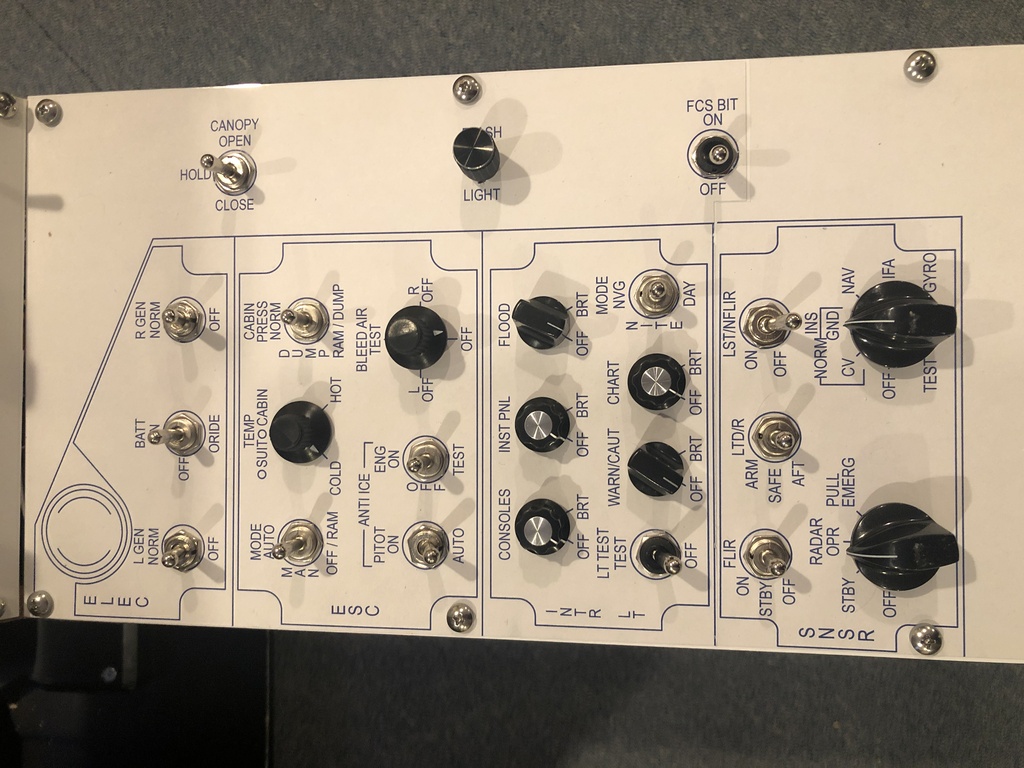 ELEC
L GEN
NORM
OFF
BATT
OFF
ORIDE
R GEN
NORM
OFF
HOLD
CLOSE
CANOPY
OPEN
ESC
MODE
AUTO
MAN
OFF / RAM
TEMP
SUIT CABIN
COLD
HOT
CABIN
PRESS
NORM
DUMP
RAM / DUMP
ANTI ICE
PITOT
ON
AUTO
ENG
ON
OFF
TEST
BLEED AIR
TEST
L
OFF
R
OFF
OFF
LIGHT
INTR LT
CONSOLES
OFF BRT
INST PNL
OFF BRT
FLOOD
OFF BRT
LT TEST
TEST
OFF
WARN/CAUT
OFF BRT
CHART
OFF BRT
MODE
NVG
NITE
DAY
FCS BIT
ON
OFF
SNSR
FLIR
ON
STBY
OFF
LTD/R
ARM
SAFE
AFT
LST/NFLIR
ON
OFF
RADAR
OPR
STBY
OFF
PULL
EMERG
INS
NORM
GND
CV
NAV
OFF
IFA
TEST
GYRO